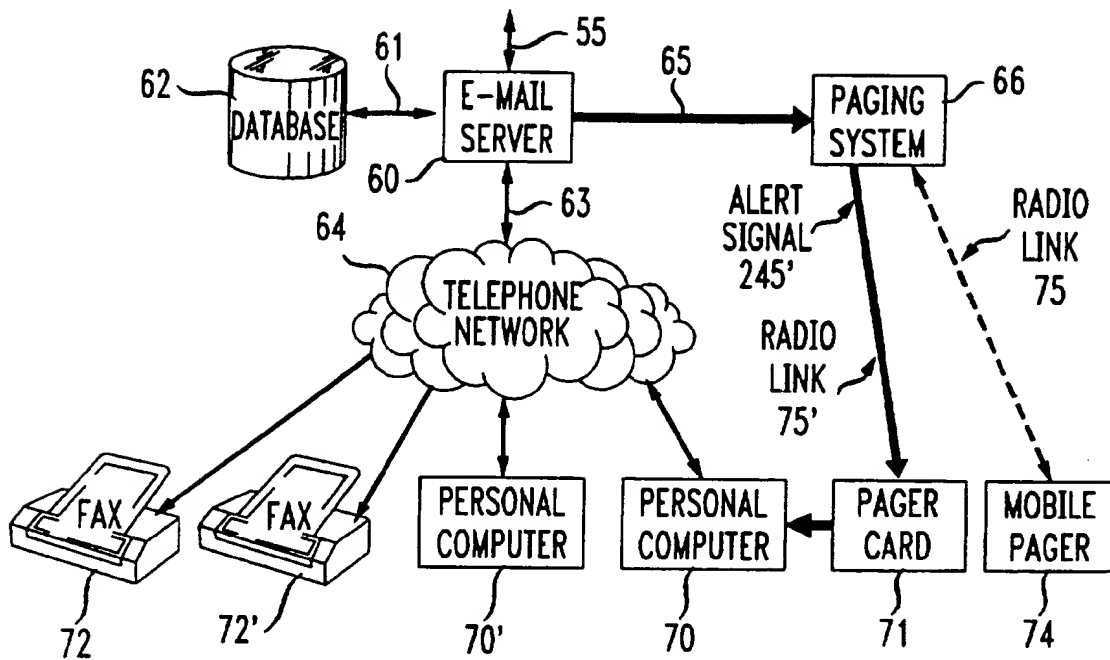 55
61
62
DATABASE
E-MAIL
SERVER
60
65
PAGING
SYSTEM
66
63
64
TELEPHONE
NETWORK
ALERT
SIGNAL
245'
RADIO
LINK
75
RADIO
LINK
75'
FAX
72
FAX
72'
PERSONAL
COMPUTER
70'
PERSONAL
COMPUTER
70
PAGER
CARD
71
MOBILE
PAGER
74